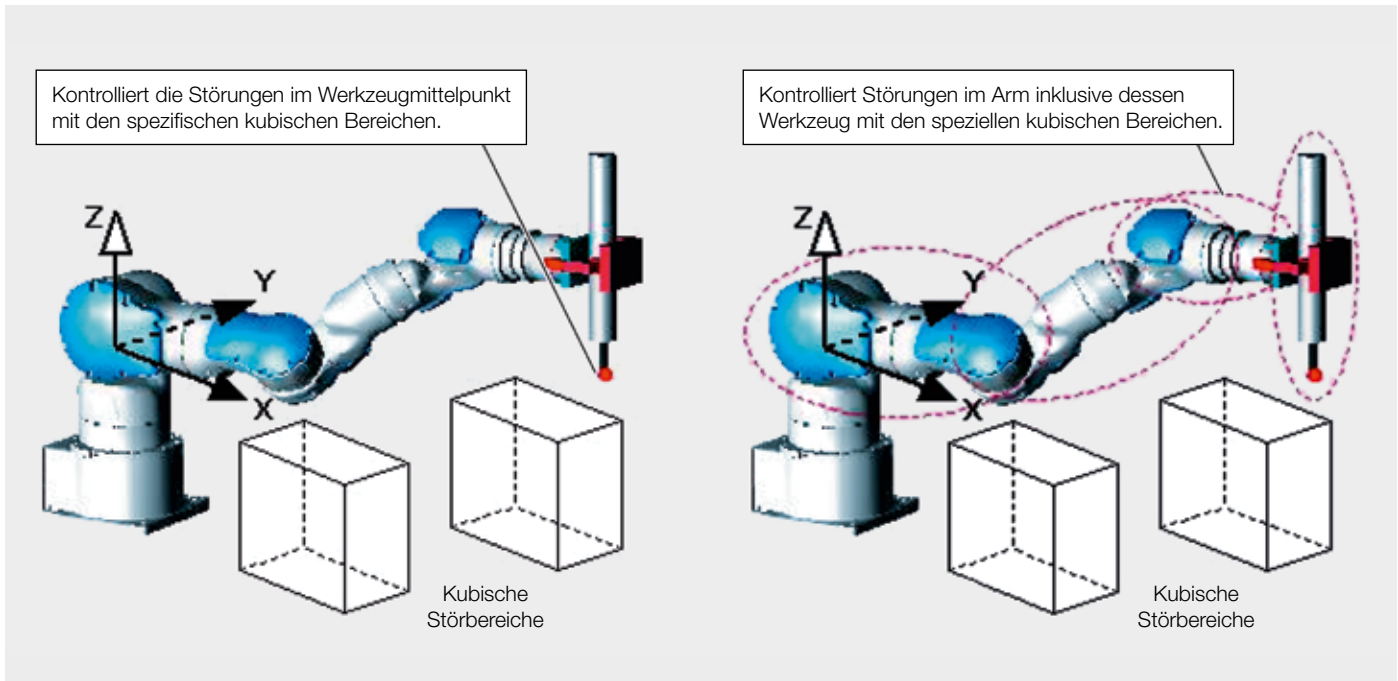 Kontrolliert die Störungen im Werkzeugmittelpunkt
mit den spezifischen kubischen Bereichen.
Z
Y
X
Kubische
Störbereiche
Kontrolliert Störungen im Arm inklusive dessen
Werkzeug mit den speziellen kubischen Bereichen.
Z
Y
X
Kubische
Störbereiche